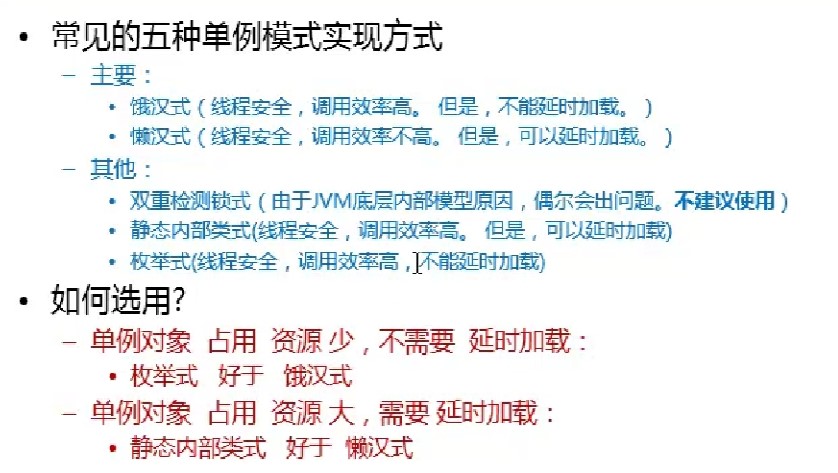 • 常见的五种单例模式实现方式
– 主要：
• 饿汉式（线程安全，调用效率高。 但是，不能延时加载。）
• 懒汉式（线程安全，调用效率不高。 但是，可以延时加载。）
– 其他：
• 双重检测锁式（由于JVM底层内部模型原因，偶尔会出问题。不建议使用）
• 静态内部类式(线程安全，调用效率高。 但是，可以延时加载)
• 枚举式(线程安全，调用效率高，不能延时加载)
• 如何选用?
– 单例对象 占用 资源 少，不需要 延时加载：
• 枚举式 好于 饿汉式
– 单例对象 占用 资源 大，需要 延时加载：
• 静态内部类式 好于 懒汉式